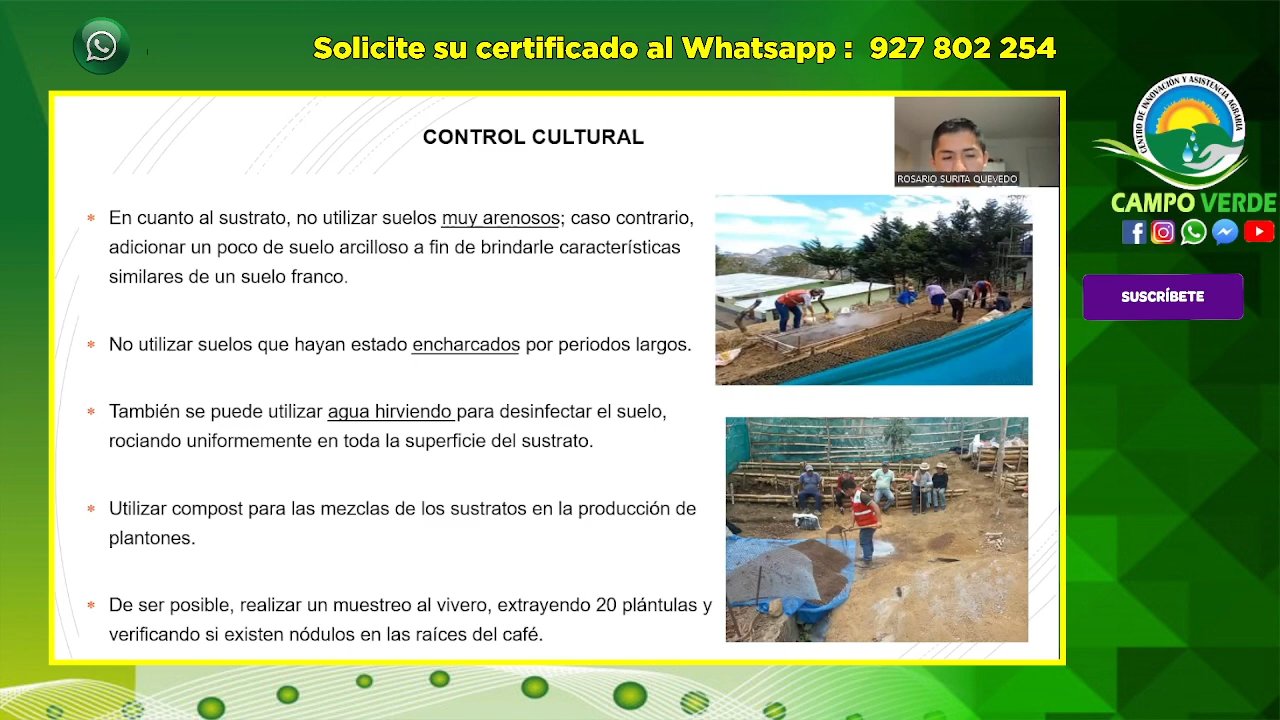 Solicite su certificado al Whatsapp : 927 802 254
CENTRO DE INNOVACIÓN Y ASISTENCIA AGRARIA
CAMPO VERDE
SUSCRÍBETE
CONTROL CULTURAL
ROSARIO SURITA QUEVEDO
* En cuanto al sustrato, no utilizar suelos muy arenosos; caso contrario,
adicionar un poco de suelo arcilloso a fin de brindarle características
similares de un suelo franco.
* No utilizar suelos que hayan estado encharcados por periodos largos.
* También se puede utilizar agua hirviendo para desinfectar el suelo,
rociando uniformemente en toda la superficie del sustrato.
* Utilizar compost para las mezclas de los sustratos en la producción de
plantones.
* De ser posible, realizar un muestreo al vivero, extrayendo 20 plántulas y
verificando si existen nódulos en las raíces del café.